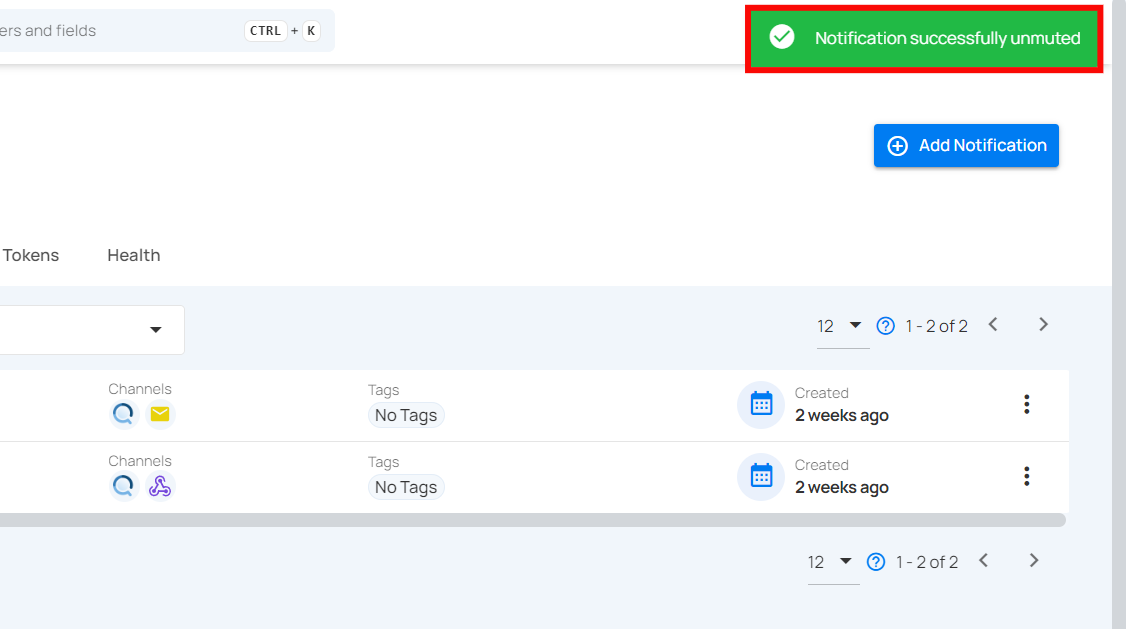 ers and fields
CTRL + K
Notification successfully unmuted
Add Notification
Tokens
Health
12
1 - 2 of 2
Channels
Tags
No Tags
Created
2 weeks ago
Channels
Tags
No Tags
Created
2 weeks ago
12
1 - 2 of 2